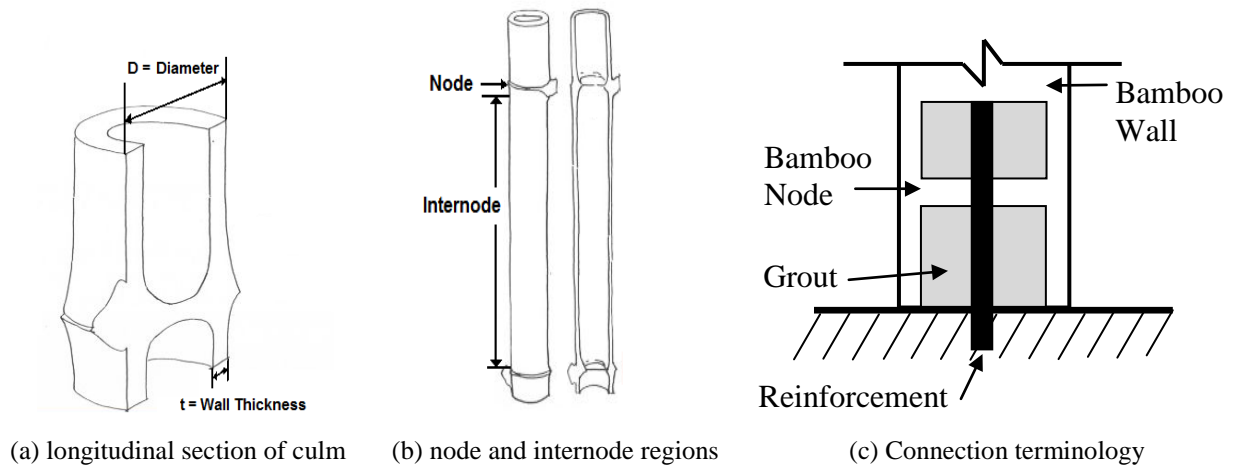 D = Diameter
t = Wall Thickness
(a) longitudinal section of culm
Node
Internode
(b) node and internode regions
Bamboo
Wall
Bamboo
Node
Grout
Reinforcement
(c) Connection terminology